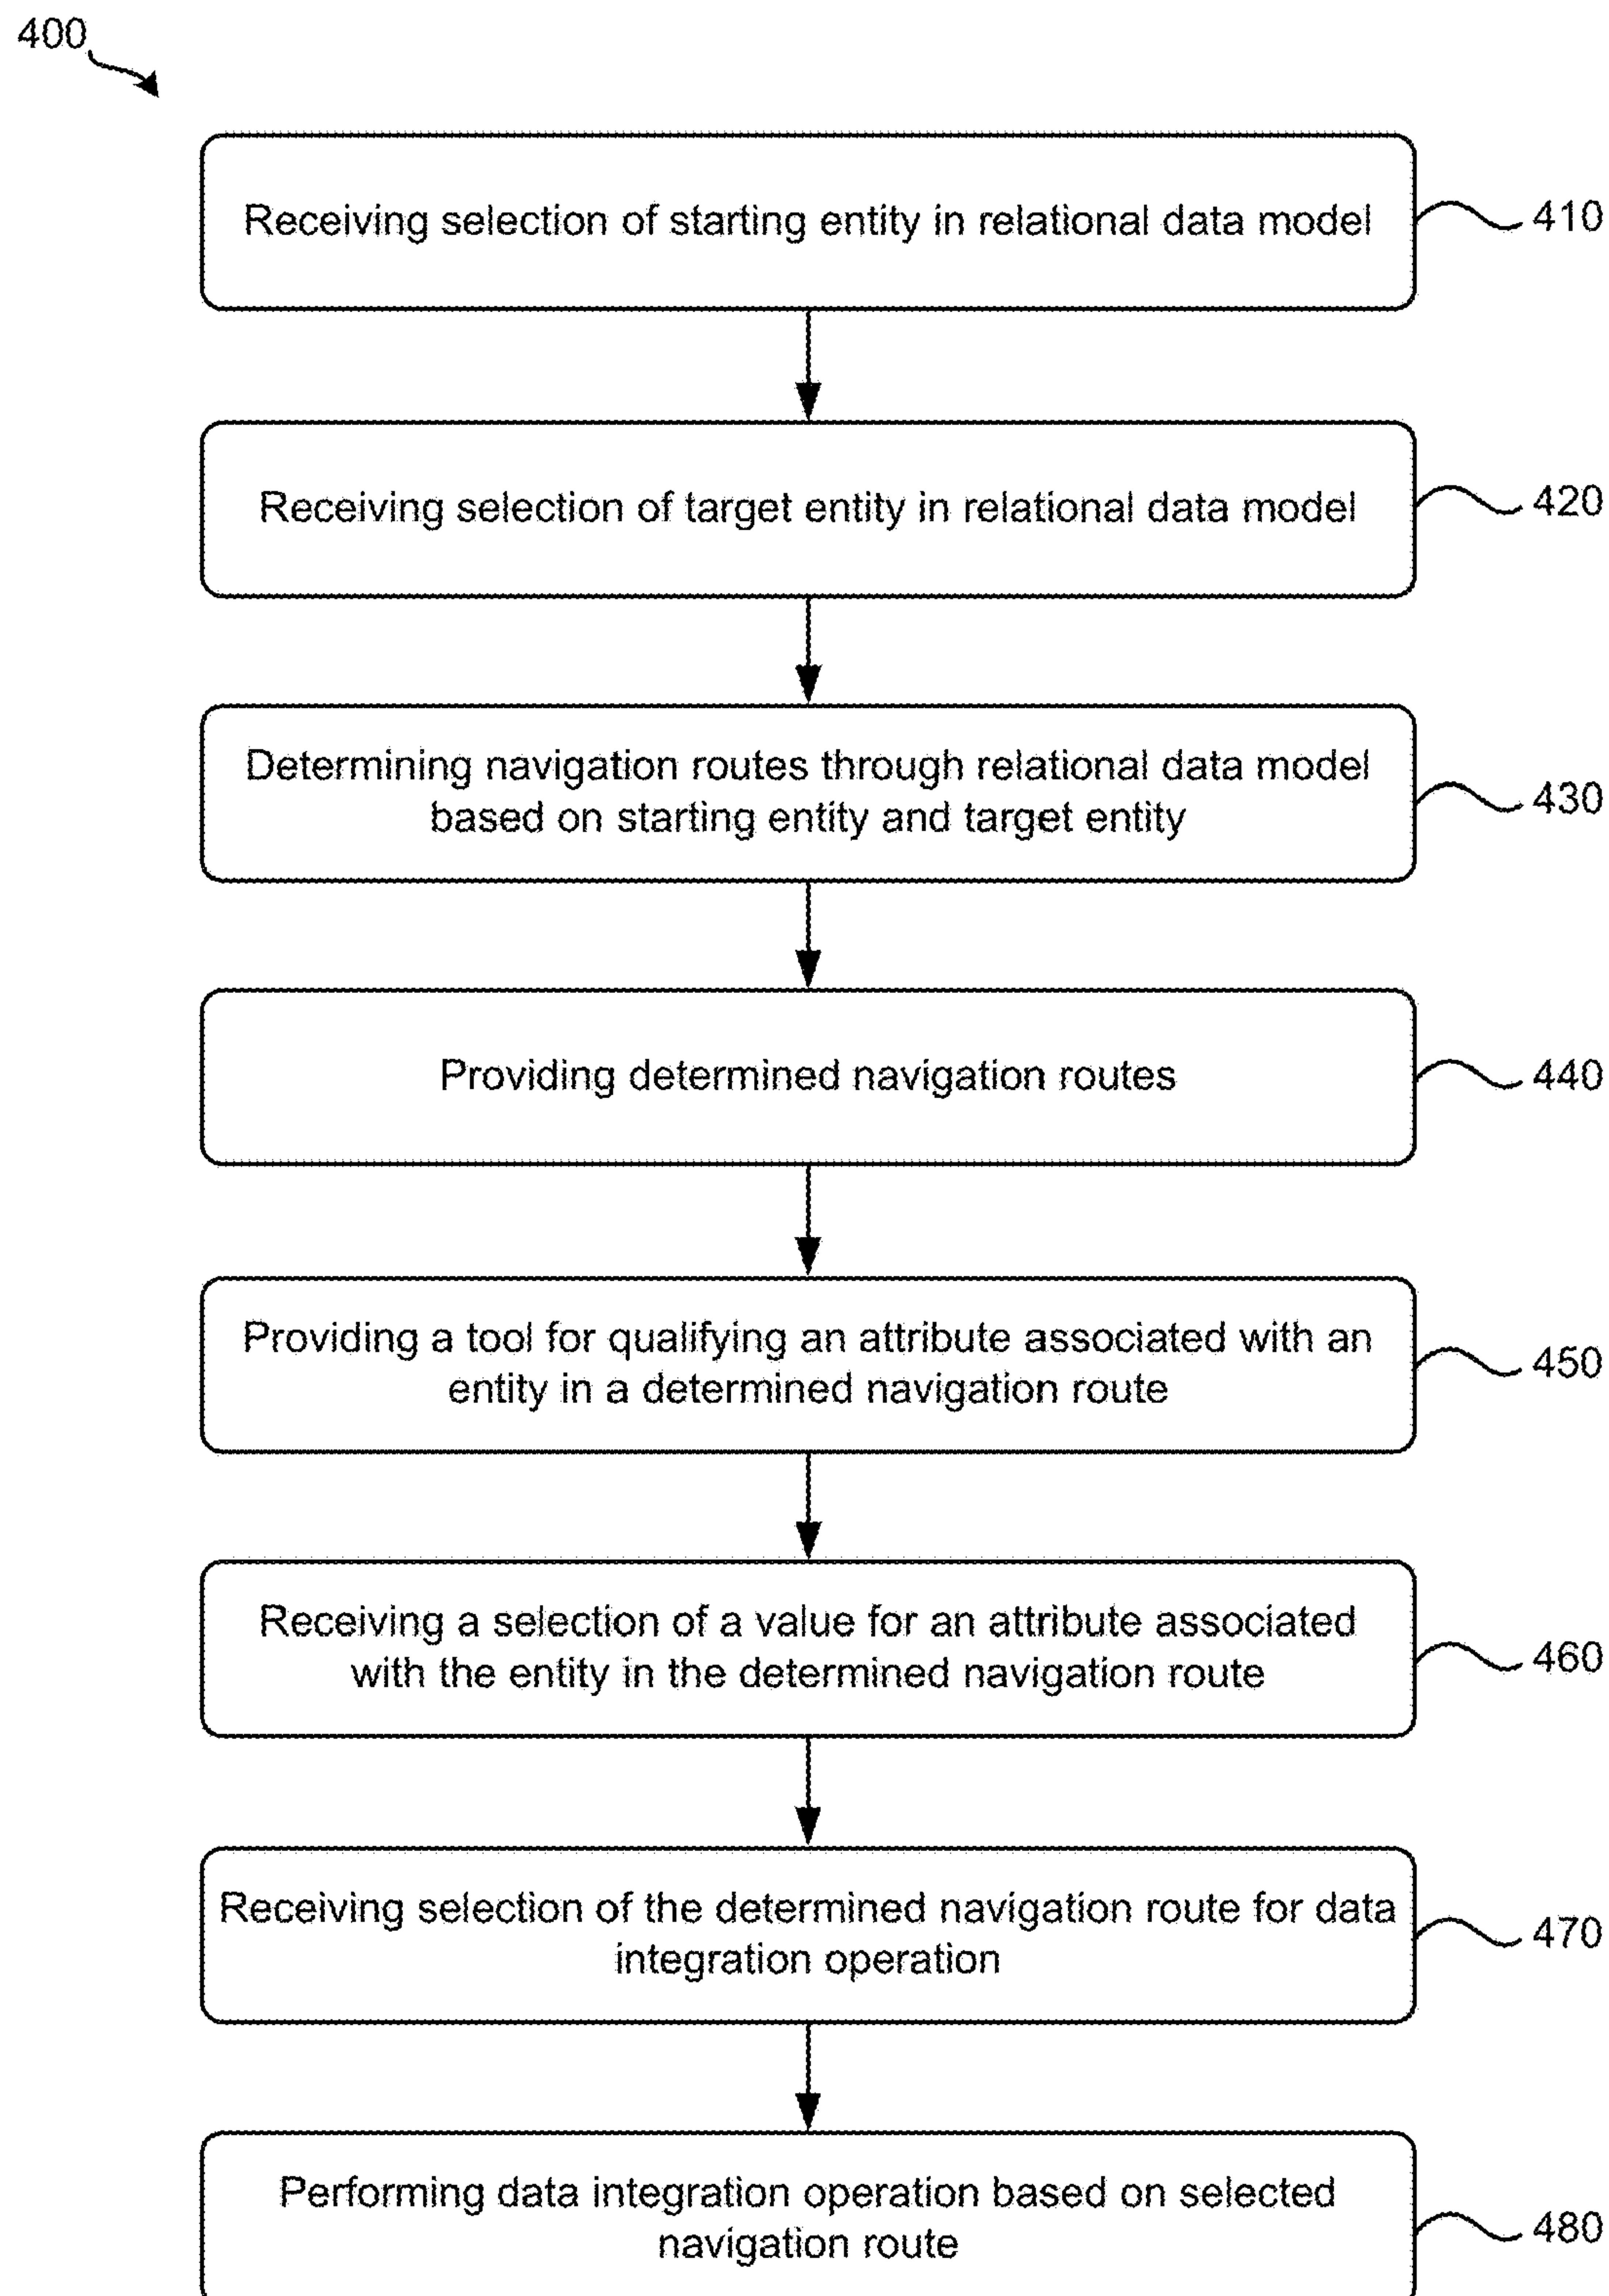 400
Receiving selection of starting entity in relational data model
410
Receiving selection of target entity in relational data model
420
Determining navigation routes through relational data model
based on starting entity and target entity
430
Providing determined navigation routes
440
Providing a tool for qualifying an attribute associated with an
entity in a determined navigation route
450
Receiving a selection of a value for an attribute associated
with the entity in the determined navigation route
460
Receiving selection of the determined navigation route for data
integration operation
470
Performing data integration operation based on selected
navigation route
480